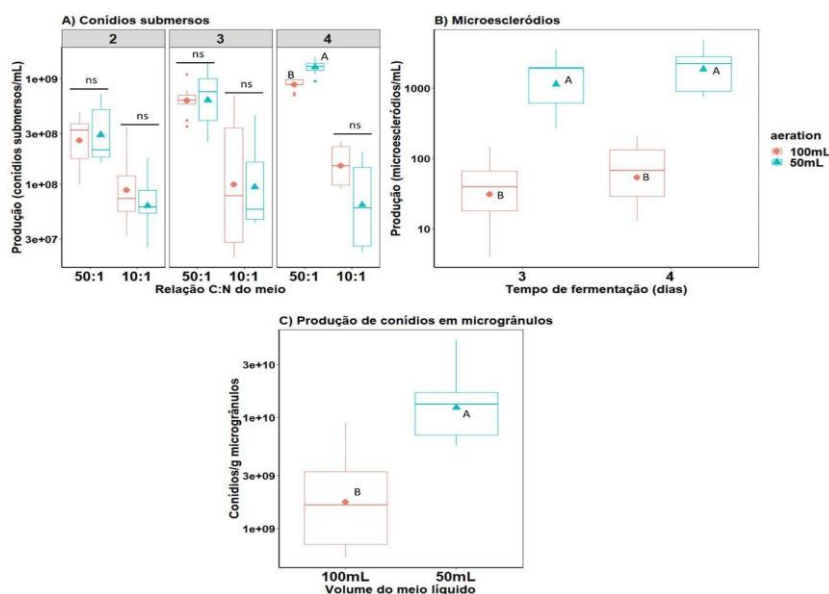 A) Conídios submersos
2 3 4
ns ns ns ns B A ns
1e+09
3e+08
1e+08
3e+07
Produção (conídios submersos/mL)
50:1 10:1 50:1 10:1 50:1 10:1
Relação C:N do meio
B) Microescleródios
1000
100
10
Produção (microescleródios/mL)
B A B A
3 4
Tempo de fermentação (dias)
aeration
100mL
50mL
C) Produção de conídios em microgrânulos
3e+10
1e+10
3e+09
1e+09
Conídios/g microgrânulos
B A
100mL 50mL
Volume do meio líquido